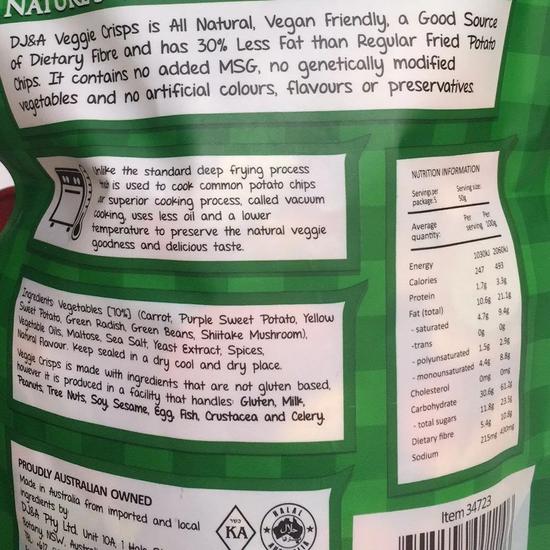 DJ&A Veggie Crisps is All Natural, Vegan Friendly, a Good Source
of Dietary Fibre and has 30% Less Fat than Regular Fried Potato
Chips. It contains no added MSG, no genetically modified
vegetables and no artificial colours, flavours or preservatives.
Unlike the standard deep frying process
that is used to cook common potato chips
our superior cooking process, called vacuum
cooking, uses less oil and a lower
temperature to preserve the natural veggie
goodness and delicious taste.
Ingredients Vegetables [70%] (Carrot, Purple Sweet Potato, Yellow
Sweet Potato, Green Radish, Green Beans, Shiitake Mushroom),
Vegetable Oils, Maltose, Sea Salt, Yeast Extract, Spices,
Natural Flavour. Keep sealed in a dry cool and dry place.
Veggie Crisps is made with ingredients that are not gluten based,
however it is produced in a facility that handles: Gluten, Milk,
Peanuts, Tree Nuts, Soy, Sesame, Egg, Fish, Crustacea and Celery.
PROUDLY AUSTRALIAN OWNED
Made in Australia from imported and local
ingredients by
DJ&A Pty Ltd. Unit 10A, 1
Botany NSW, Austral
כשר
KA
HALAL
حلال
NUTRITION INFORMATION
Servings per package: 5 Serving size: 50g
Average quantity: Per serving Per 100g
Energy 1030kJ 2060kJ
Calories 247 493
Protein 1.7g 3.3g
Fat (total) 10.6g 21.1g
- saturated 4.7g 9.4g
-trans 0g 0g
- polyunsaturated 1.5g 2.9g
- monounsaturated 4.4g 8.8g
Cholesterol 0mg 0mg
Carbohydrate 30.6g 61.2g
- total sugars 11.8g 23.5g
Dietary fibre 5.4g 10.8g
Sodium 215mg 430mg
Item 34723